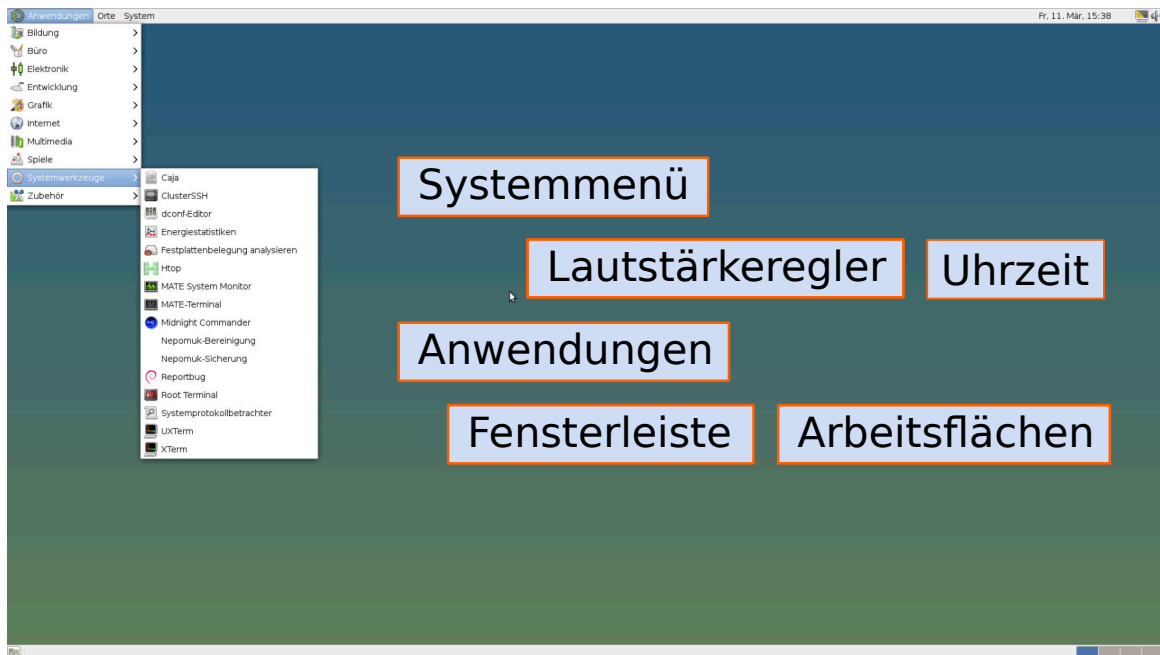 Anwendungen Orte System
Fr, 11. Mär, 15:38
Bildung
Büro
Elektronik
Entwicklung
Grafik
Internet
Multimedia
Spiele
Systemwerkzeuge
Zubehör
Caja
ClusterSSH
dconf-Editor
Energiestatistiken
Festplattenbelegung analysieren
Htop
MATE System Monitor
MATE-Terminal
Midnight Commander
Nepomuk-Bereinigung
Nepomuk-Sicherung
Reportbug
Root Terminal
Systemprotokollbetrachter
UXTerm
XTerm
Systemmenü
Lautstärkeregler
Uhrzeit
Anwendungen
Fensterleiste
Arbeitsflächen